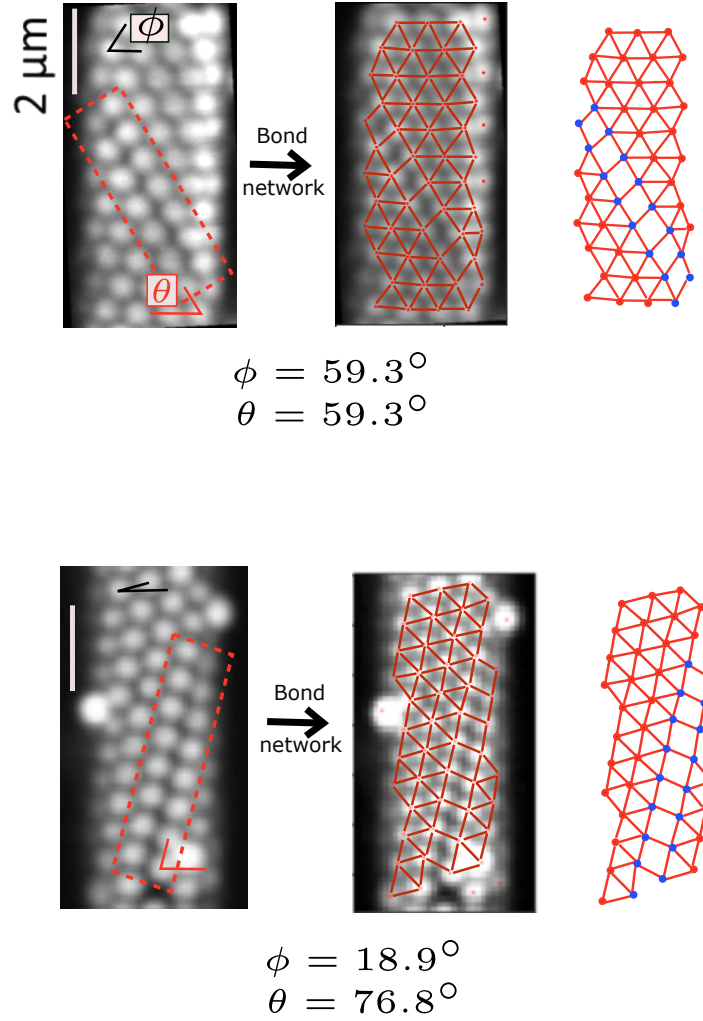 2 μm
ϕ
Bond
network
θ
ϕ = 59.3°
θ = 59.3°
Bond
network
ϕ = 18.9°
θ = 76.8°